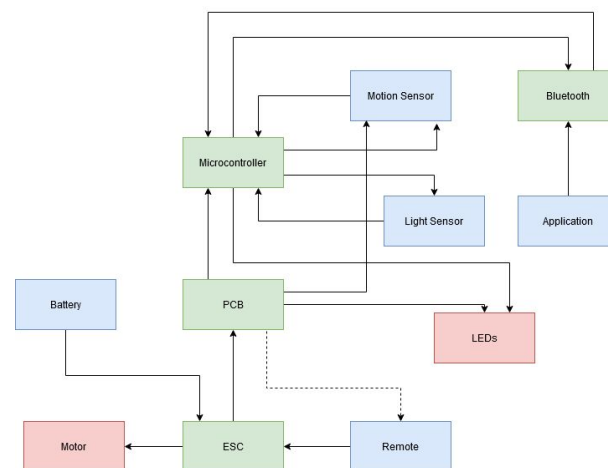 Motion Sensor
Bluetooth
Microcontroller
Light Sensor
Application
Battery
PCB
LEDs
Motor
ESC
Remote